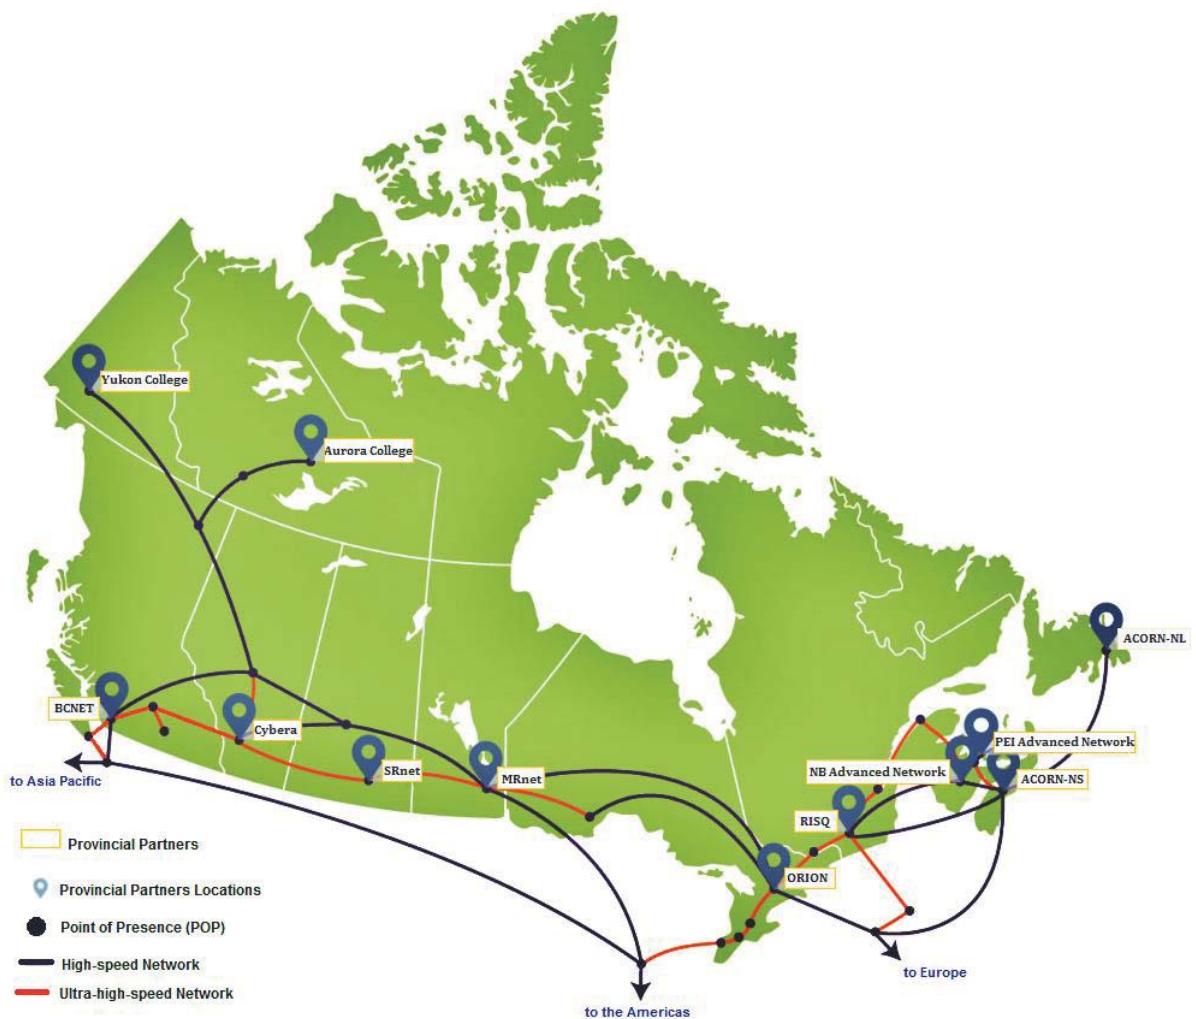 Yukon College
Aurora College
ACORN-NL
BCNET
Cybera
PEI Advanced Network
SRnet
MRnet
NB Advanced Network
ACORN-NS
to Asia Pacific
RISQ
Provincial Partners
ORION
Provincial Partners Locations
Point of Presence (POP)
High-speed Network
to Europe
Ultra-high-speed Network
to the Americas